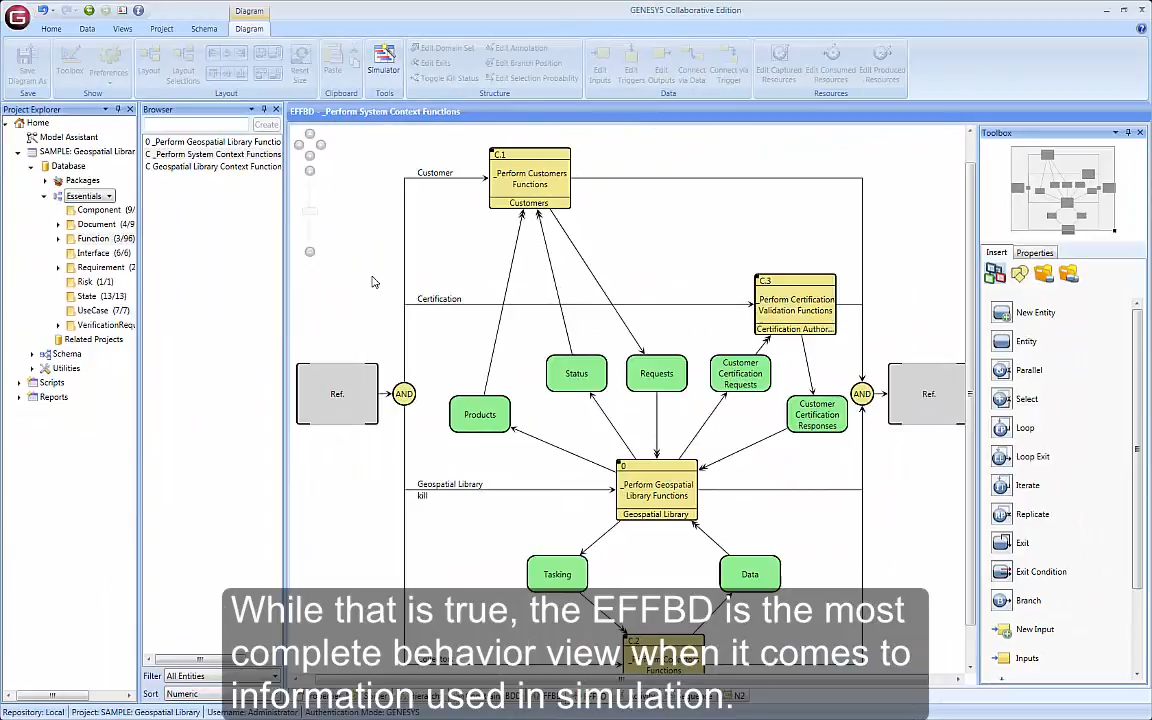 Diagram
GENESYS Collaborative Edition
Home Data Views Project Schema Diagram
Save Diagram As
Toolbox
Preferences
Layout
Layout Selections
Reset Size
Paste
Simulator
Edit Domain Set
Edit Exits
Toggle Kill Status
Edit Annotation
Edit Branch Position
Edit Selection Probability
Edit Inputs
Edit Triggers
Edit Outputs
Connect via Data
Connect via Trigger
Edit Captured Resources
Edit Consumed Resources
Edit Produced Resources
Save Show Layout Clipboard Tools Structure Data Resources
Project Explorer
Home
Model Assistant
SAMPLE: Geospatial Librar
Database
Packages
Essentials
Component (9/
Document (4/9
Function (3/96)
Interface (6/6)
Requirement (2
Risk (1/1)
State (13/13)
UseCase (7/7)
VerificationRequ
Related Projects
Schema
Utilities
Scripts
Reports
Browser
Create
0 _Perform Geospatial Library Functio
C _Perform System Context Functions
C Geospatial Library Context Function
Filter All Entities
Sort Numeric
EFFBD - _Perform System Context Functions
Customer
C.1
_Perform Customers
Functions
Customers
Certification
C.3
_Perform Certification
Validation Functions
Certification Author...
Status
Requests
Customer
Certification
Requests
Ref.
AND
Products
Customer
Certification
Responses
AND
Ref.
Geospatial Library
kill
0
_Perform Geospatial
Library Functions
Geospatial Library
Tasking
Data
C.2
Functions
N2
Toolbox
Insert Properties
New Entity
Entity
Parallel
Select
Loop
Loop Exit
Iterate
Replicate
Exit
Exit Condition
Branch
New Input
Inputs
While that is true, the EFFBD is the most
complete behavior view when it comes to
information used in simulation.
Repository: Local Project: SAMPLE: Geospatial Library Username: Administrator Authentication Mode: GENESYS